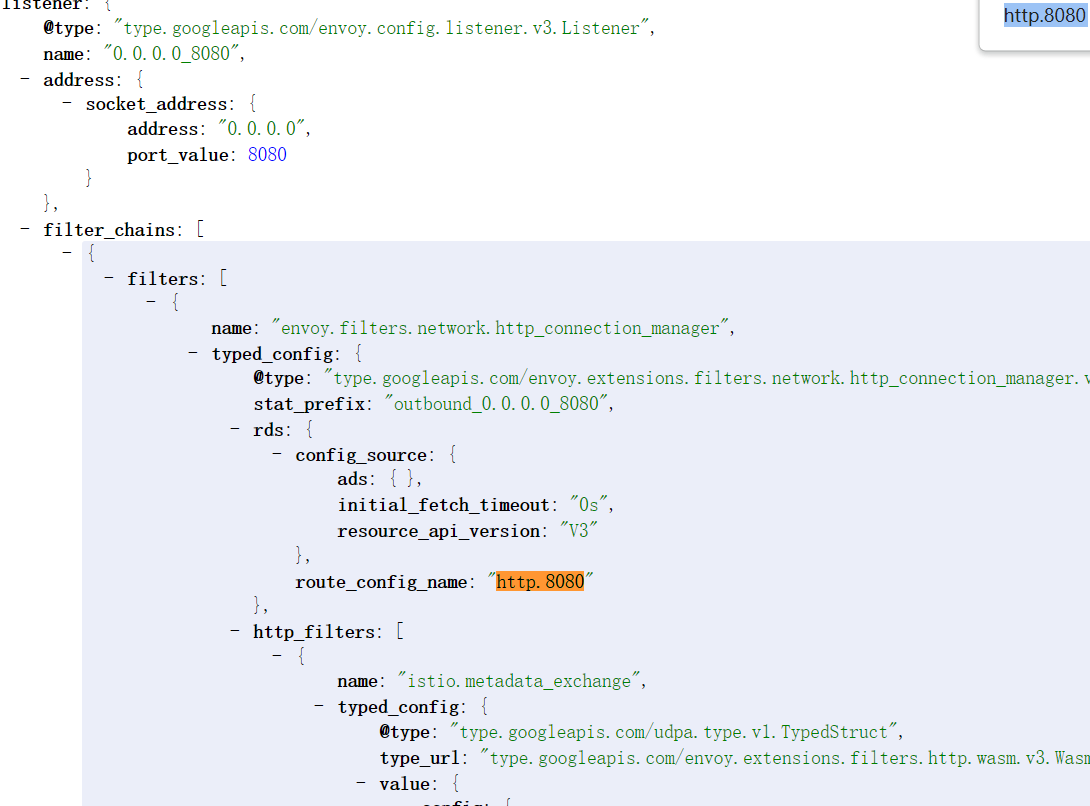 listener: {
http.8080
@type: "type.googleapis.com/envoy.config.listener.v3.Listener",
name: "0.0.0.0_8080",
- address: {
- socket_address: {
address: "0.0.0.0",
port_value: 8080
}
},
- filter_chains: [
- {
- filters: [
- {
name: "envoy.filters.network.http_connection_manager",
- typed_config: {
@type: "type.googleapis.com/envoy.extensions.filters.network.http_connection_manager.v
stat_prefix: "outbound_0.0.0.0_8080",
- rds: {
- config_source: {
ads: { },
initial_fetch_timeout: "0s",
resource_api_version: "V3"
},
route_config_name: "http.8080"
},
- http_filters: [
- {
name: "istio.metadata_exchange",
- typed_config: {
@type: "type.googleapis.com/udpa.type.v1.TypedStruct",
type_url: "type.googleapis.com/envoy.extensions.filters.http.wasm.v3.Wasm
- value: {
config: {